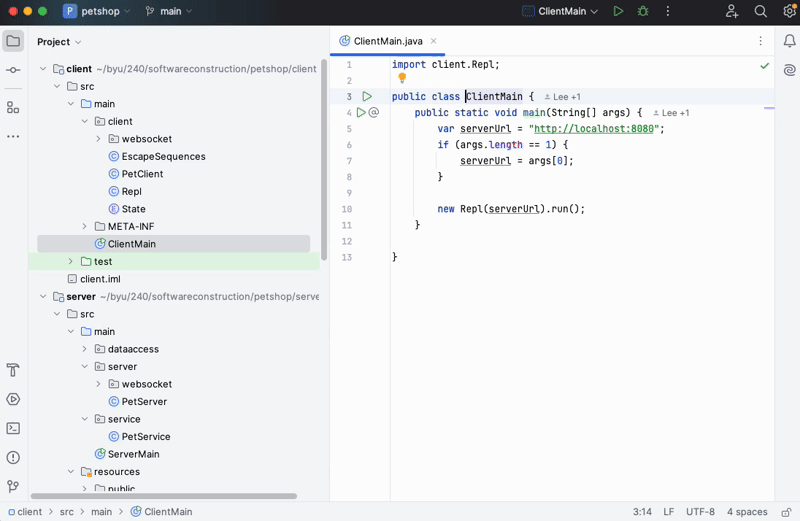 P petshop main ClientMain
Project
client ~/byu/240/softwareconstruction/petshop/client
src
main
client
websocket
EscapeSequences
PetClient
Repl
State
META-INF
ClientMain
test
client.iml
server ~/byu/240/softwareconstruction/petshop/serve
src
main
dataaccess
server
websocket
PetServer
service
PetService
ServerMain
resources
public
ClientMain.java
1 import client.Repl;
2
3 public class ClientMain { Lee +1
4 public static void main(String[] args) { Lee +1
5 var serverUrl = "http://localhost:8080";
6 if (args.length == 1) {
7 serverUrl = args[0];
8 }
9
10 new Repl(serverUrl).run();
11 }
12
13 }
client > src > main > ClientMain 3:14 LF UTF-8 4 spaces